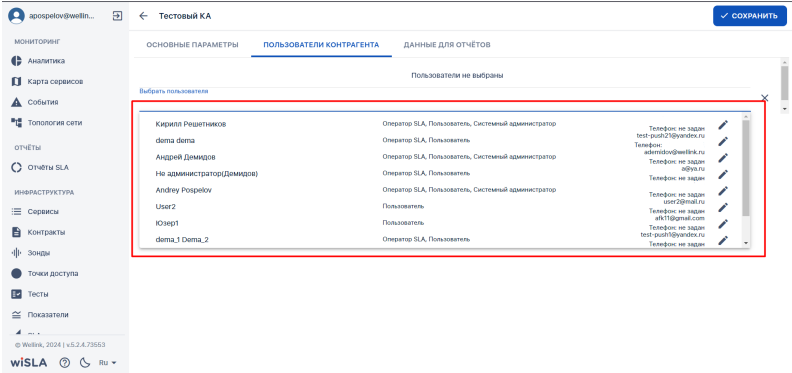 apospelov@wellin...
Тестовый КА
СОХРАНИТЬ
МОНИТОРИНГ
Аналитика
Карта сервисов
События
Топология сети
ОТЧЁТЫ
Отчёты SLA
ИНФРАСТРУКТУРА
Сервисы
Контракты
Зонды
Точки доступа
Тесты
Показатели
© Wellink, 2024 | v.5.2.4.73553
wiSLA
Ru
ОСНОВНЫЕ ПАРАМЕТРЫ ПОЛЬЗОВАТЕЛИ КОНТРАГЕНТА ДАННЫЕ ДЛЯ ОТЧЁТОВ
Пользователи не выбраны
Выбрать пользователя
Кирилл Решетников Оператор SLA, Пользователь, Системный администратор
Телефон: не задан
test-push21@yandex.ru
dema dema Оператор SLA, Пользователь
Телефон:
ademidov@wellink.ru
Андрей Демидов Оператор SLA, Пользователь, Системный администратор
Телефон: не задан
a@ya.ru
Не администратор(Демидов) Оператор SLA, Пользователь
Телефон: не задан
Andrey Pospelov Оператор SLA, Пользователь, Системный администратор
Телефон: не задан
user2@mail.ru
User2 Пользователь
Телефон: не задан
afk11@gmail.com
Юзер1 Пользователь
Телефон: не задан
test-push1@yandex.ru
dema_1 Dema_2 Оператор SLA, Пользователь
Телефон: не задан